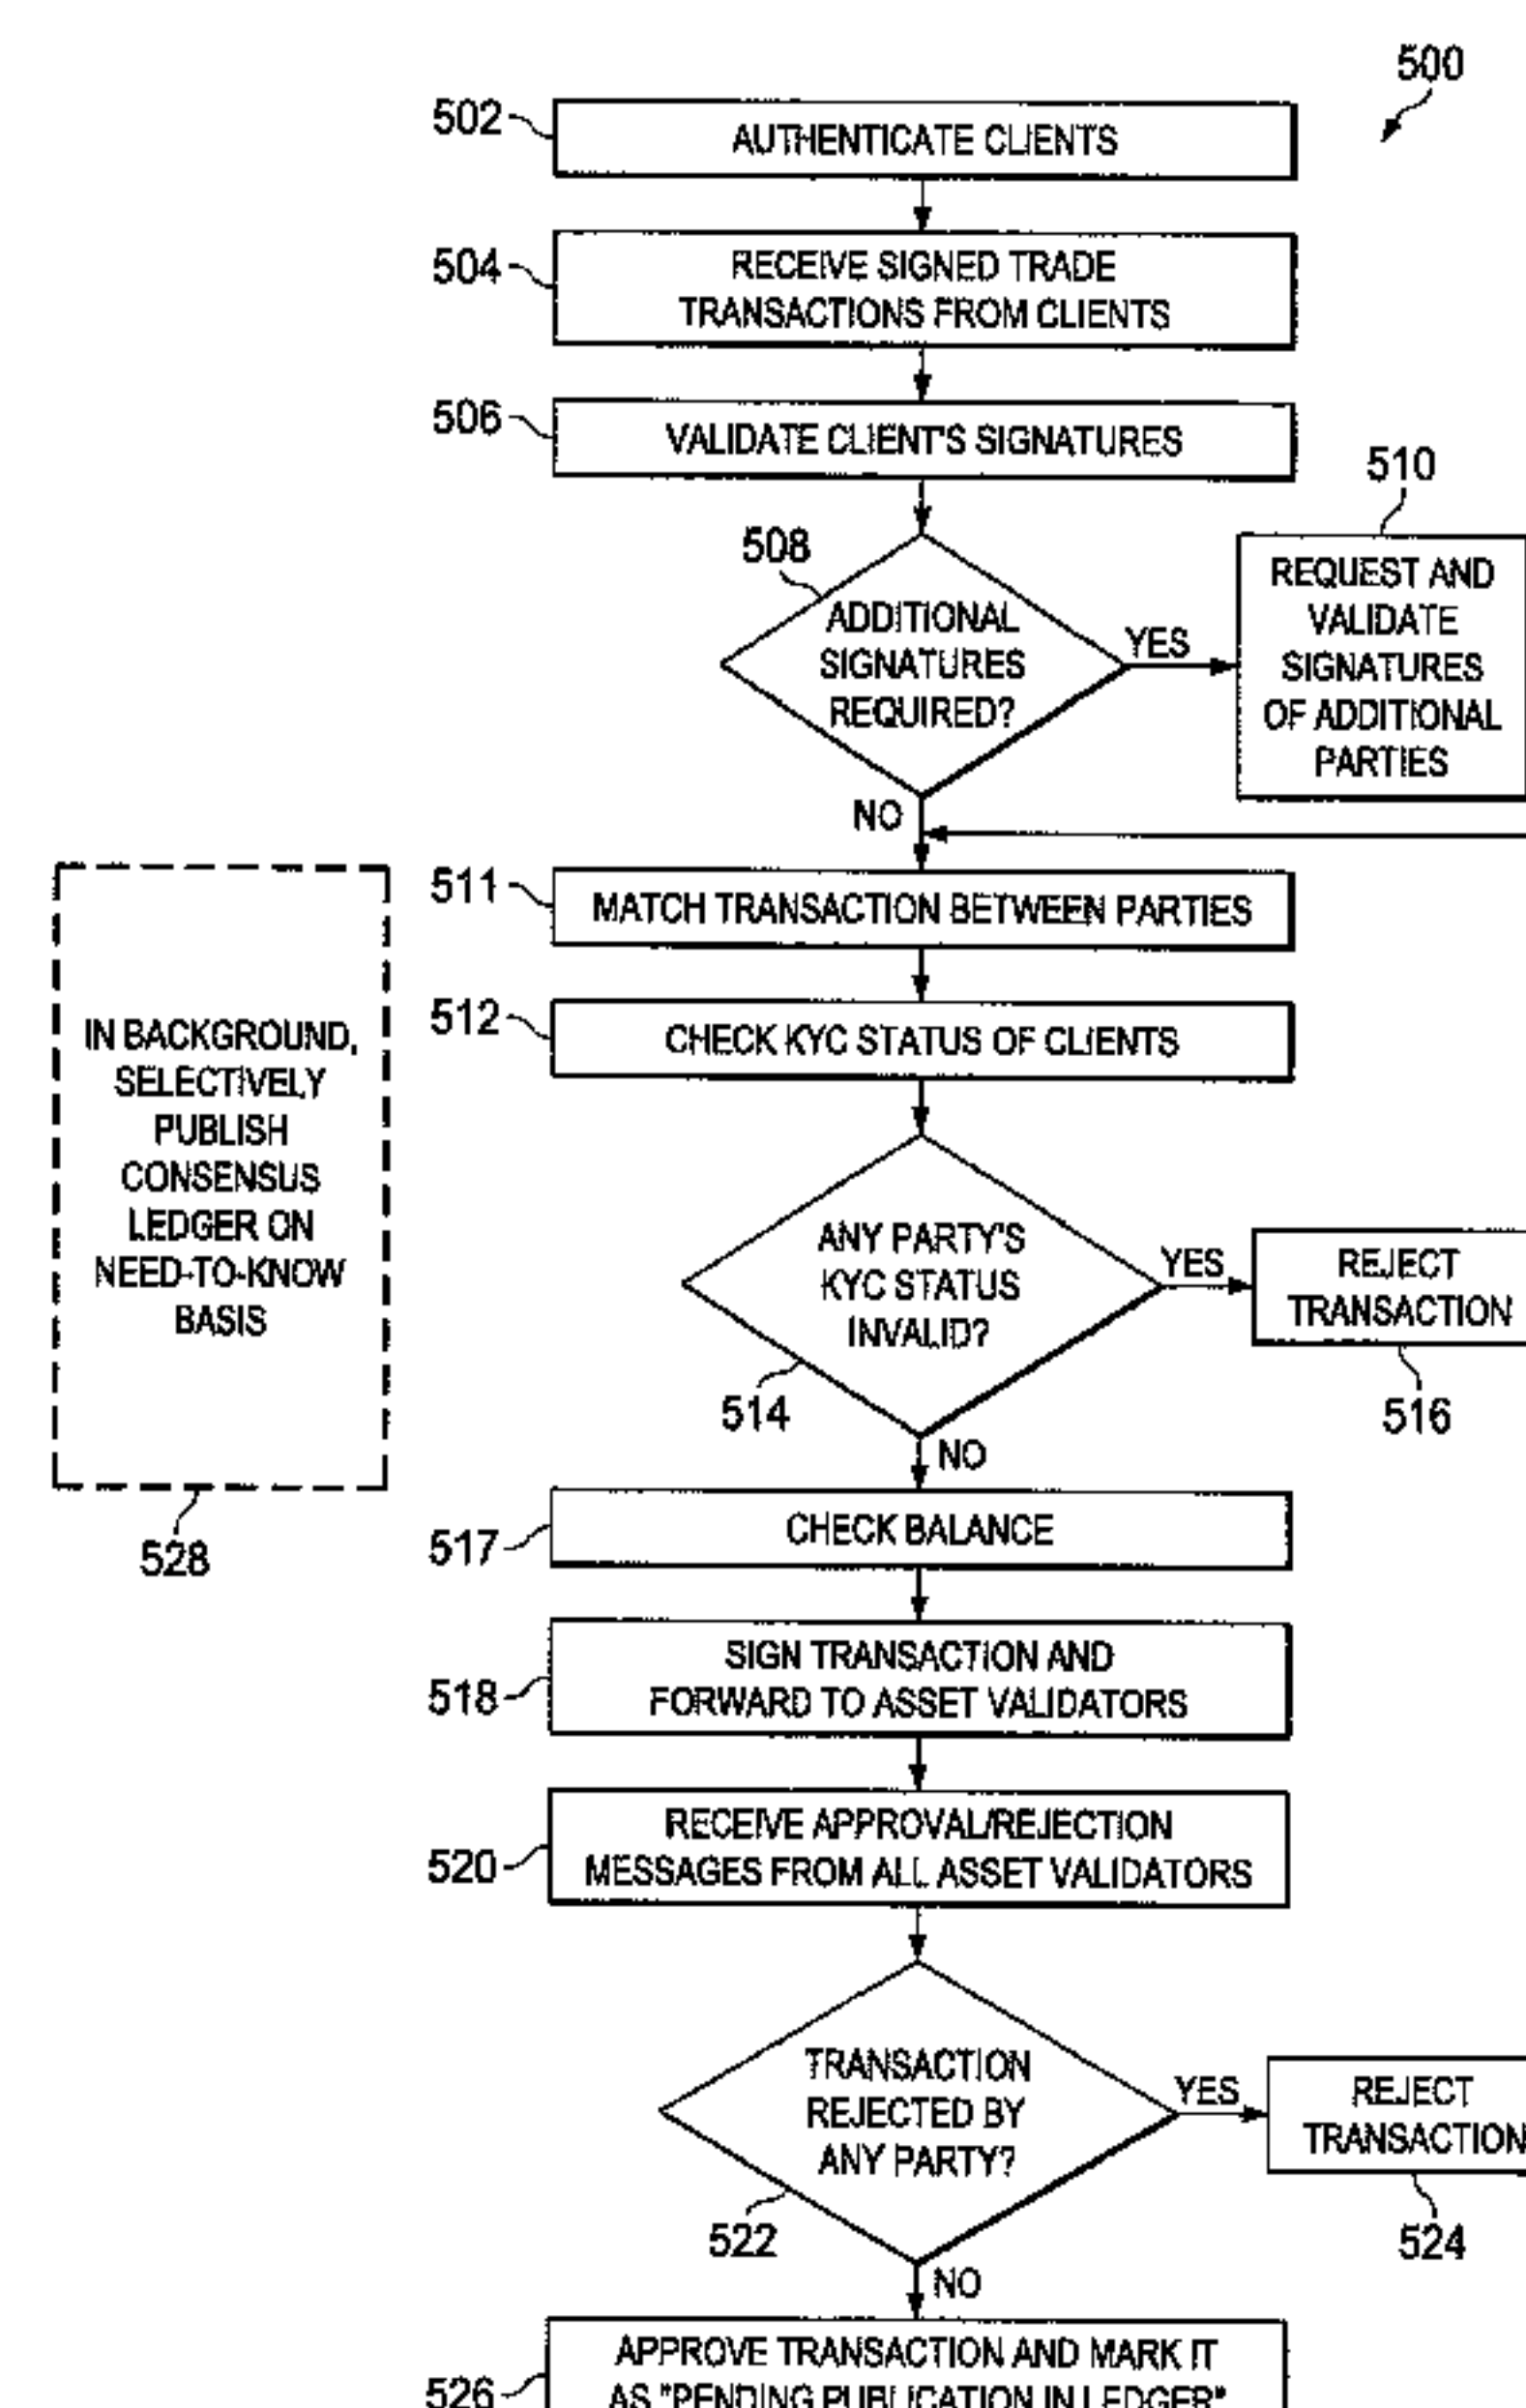 500
502
AUTHENTICATE CLIENTS
504
RECEIVE SIGNED TRADE
TRANSACTIONS FROM CLIENTS
506
VALIDATE CLIENT'S SIGNATURES
508
ADDITIONAL
SIGNATURES
REQUIRED?
YES
510
REQUEST AND
VALIDATE
SIGNATURES
OF ADDITIONAL
PARTIES
NO
511
MATCH TRANSACTION BETWEEN PARTIES
512
CHECK KYC STATUS OF CLIENTS
IN BACKGROUND,
SELECTIVELY
PUBLISH
CONSENSUS
LEDGER ON
NEED-TO-KNOW
BASIS
528
ANY PARTY'S
KYC STATUS
INVALID?
514
YES
REJECT
TRANSACTION
516
NO
517
CHECK BALANCE
518
SIGN TRANSACTION AND
FORWARD TO ASSET VALIDATORS
520
RECEIVE APPROVAL/REJECTION
MESSAGES FROM ALL ASSET VALIDATORS
TRANSACTION
REJECTED BY
ANY PARTY?
522
YES
REJECT
TRANSACTION
524
NO
526
APPROVE TRANSACTION AND MARK IT
AS "PENDING PUBLICATION IN LEDGER"